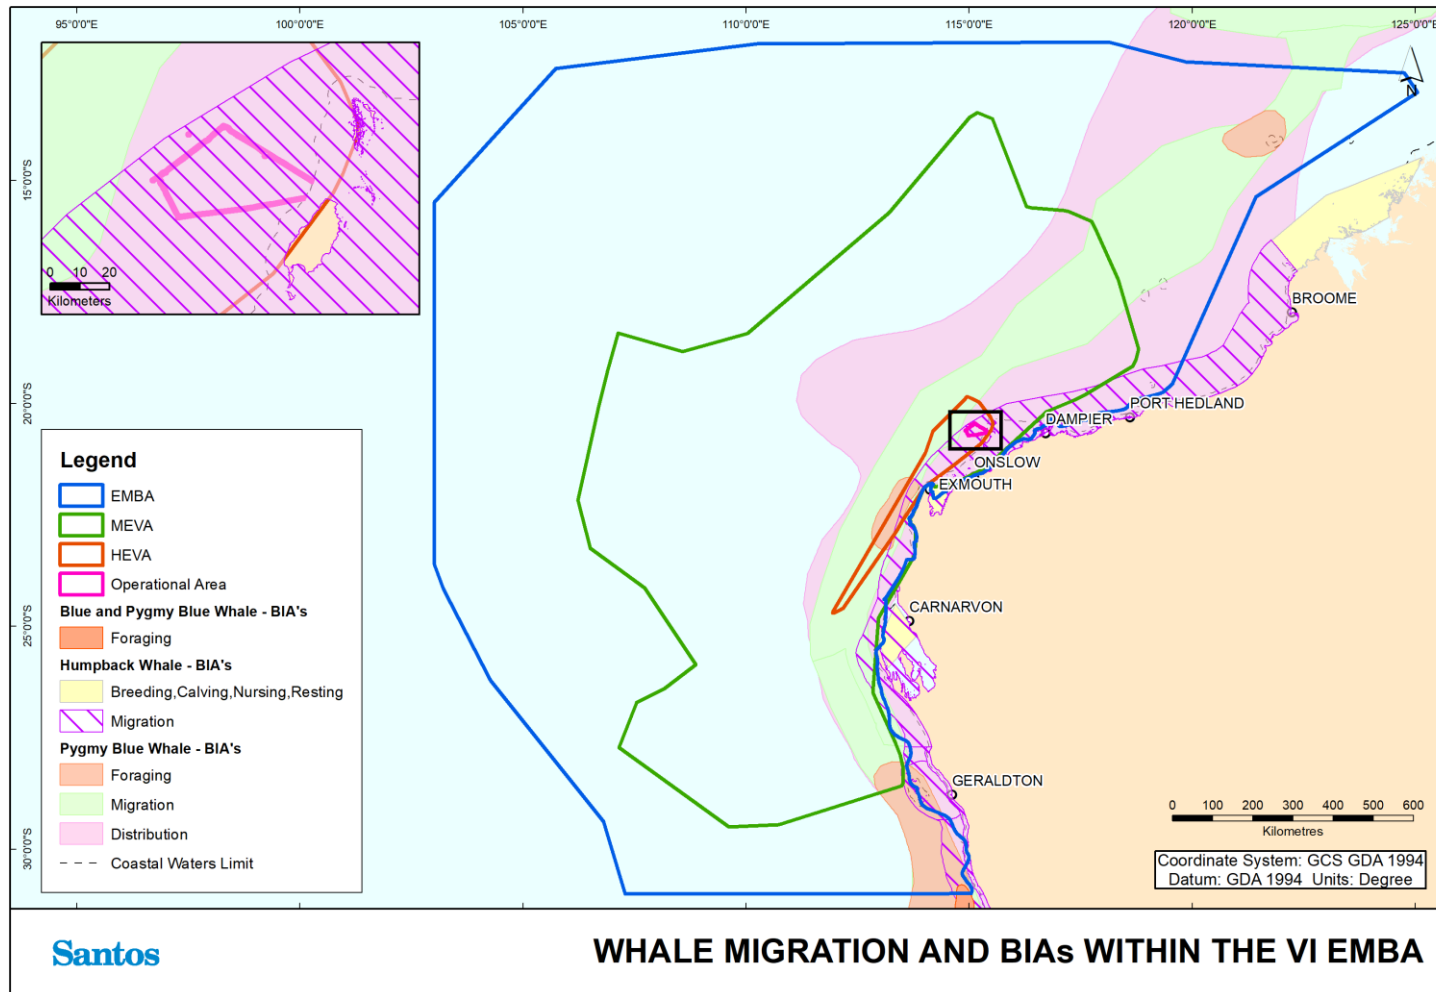 95°0'0"E
100°0'0"E
105°0'0"E
110°0'0"E
115°0'0"E
120°0'0"E
125°0'0"E
15°0'0"S
20°0'0"S
25°0'0"S
30°0'0"S
0 10 20
Kilometers
N
BROOME
PORT HEDLAND
DAMPIER
ONSLOW
EXMOUTH
CARNARVON
GERALDTON
Legend
EMBA
MEVA
HEVA
Operational Area
Blue and Pygmy Blue Whale - BIA's
Foraging
Humpback Whale - BIA's
Breeding,Calving,Nursing,Resting
Migration
Pygmy Blue Whale - BIA's
Foraging
Migration
Distribution
Coastal Waters Limit
0 100 200 300 400 500 600
Kilometres
Coordinate System: GCS GDA 1994
Datum: GDA 1994 Units: Degree
Santos
WHALE MIGRATION AND BIAs WITHIN THE VI EMBA